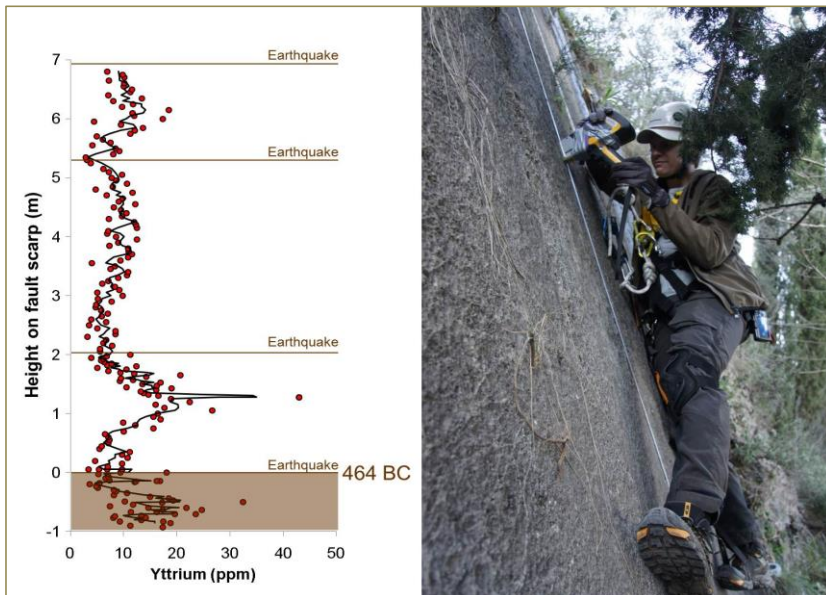 7
Earthquake
6
Earthquake
5
4
3
Earthquake
2
1
Earthquake
464 BC
0
-1
0 10 20 30 40 50
Yttrium (ppm)
Height on fault scarp (m)